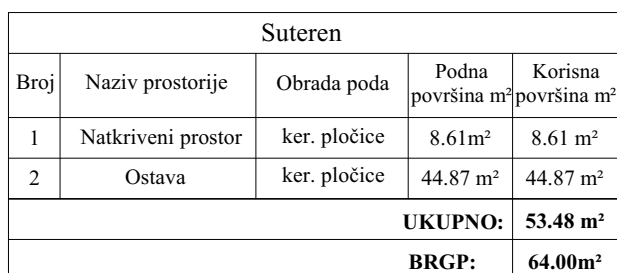 Suteren
Broj Naziv prostorije Obrada poda Podna površina m² Korisna površina m²
1 Natkriveni prostor ker. pločice 8.61m² 8.61 m²
2 Ostava ker. pločice 44.87 m² 44.87 m²
UKUPNO: 53.48 m²
BRGP: 64.00m²